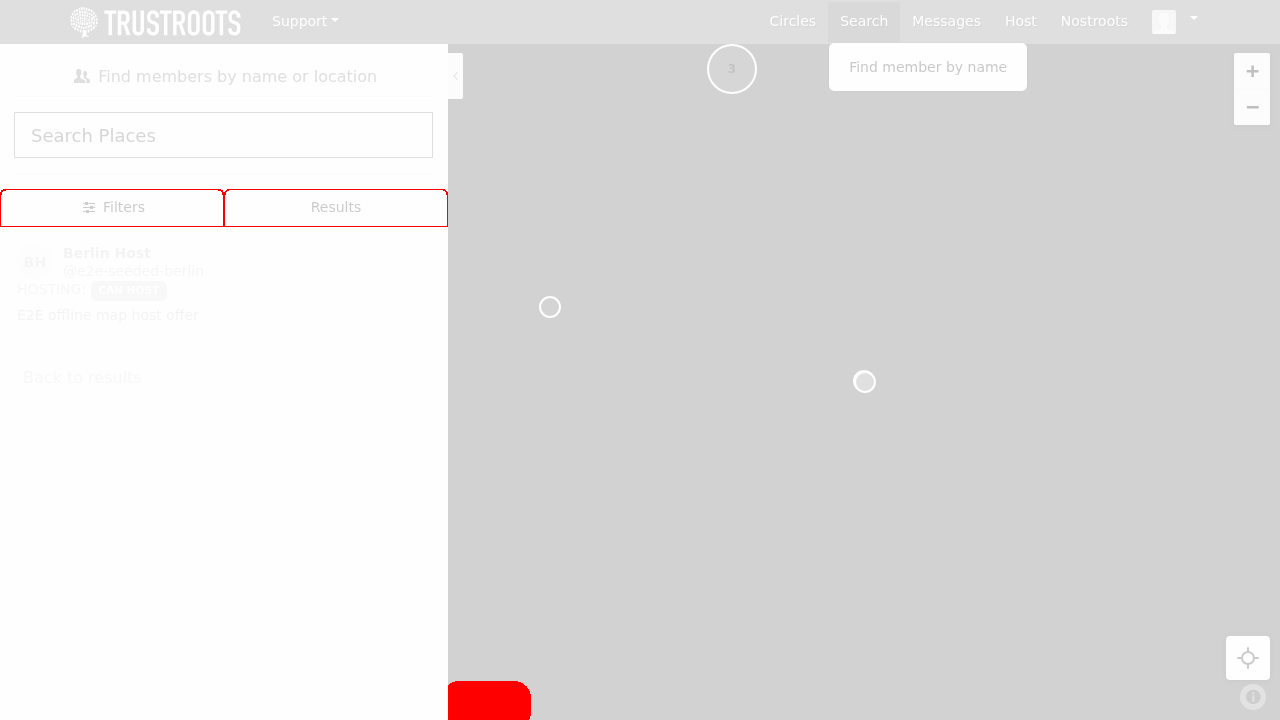 TRUSTROOTS
Support
Circles
Search
Messages
Host
Nostroots
Find members by name or location
3
Find member by name
Search Places
Filters
Results
BH
Berlin Host
@e2e-seeded-berlin
HOSTING: CAN HOST
E2E offline map host offer
Back to results